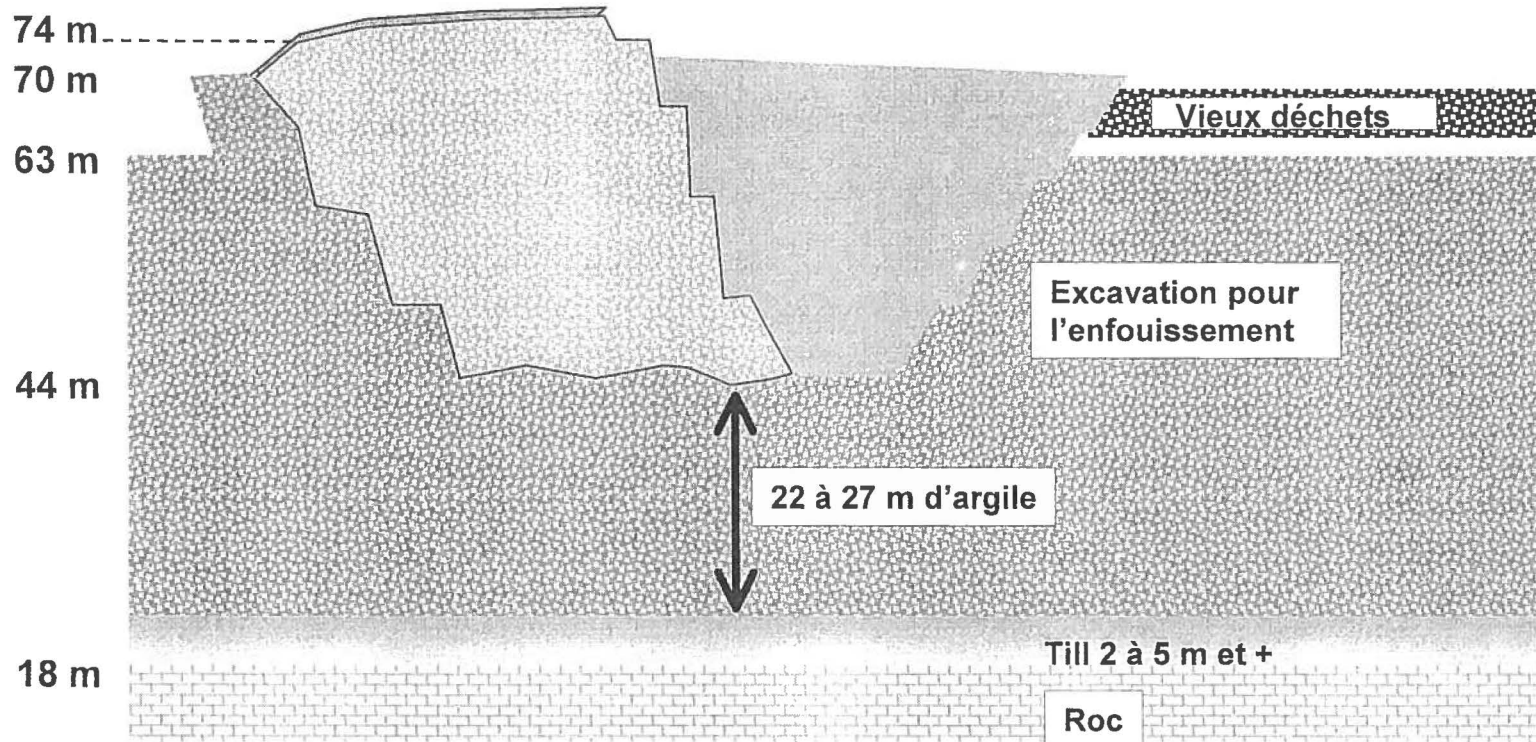 74 m
70 m
63 m
44 m
18 m
Vieux déchets
Excavation pour
l'enfouissement
22 à 27 m d'argile
Till 2 à 5 m et +
Roc